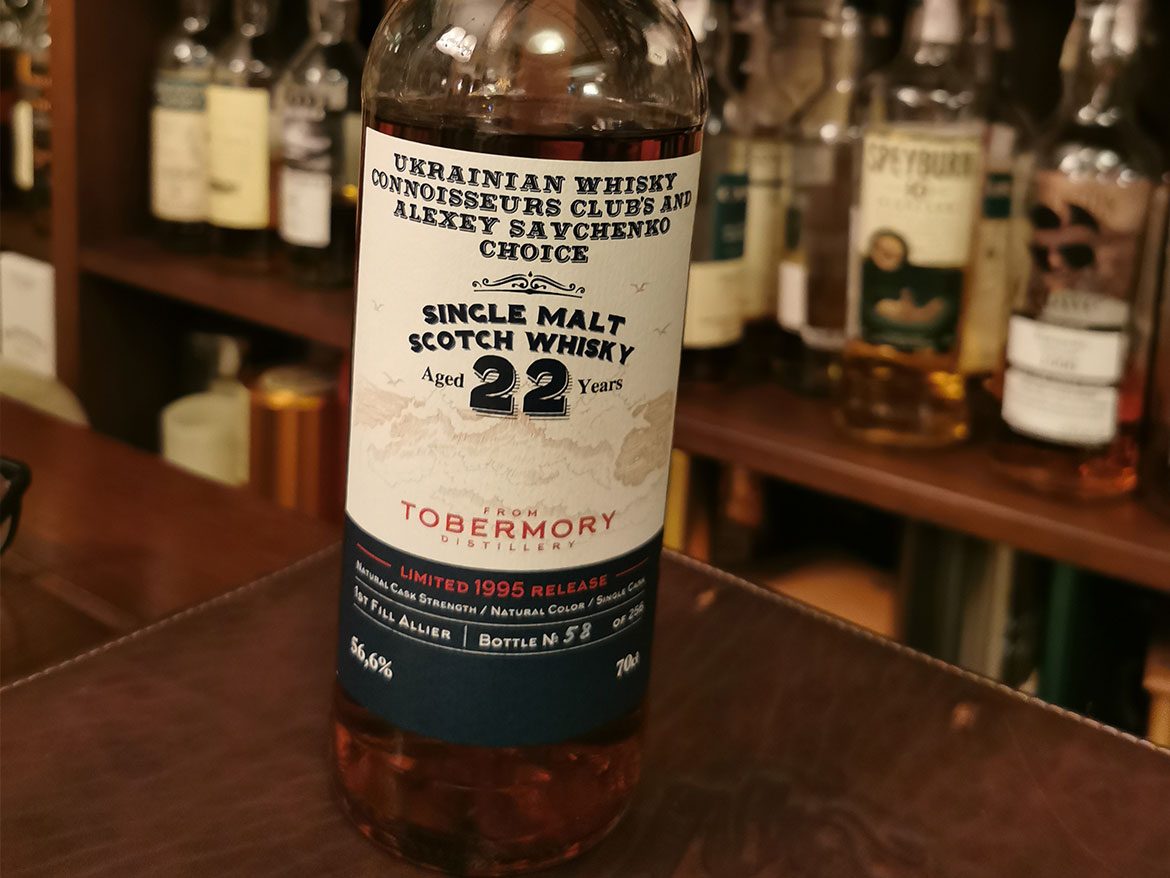 UKRAINIAN WHISKY
CONNOISSEURS CLUB'S AND
ALEXEY SAVCHENKO
CHOICE
SINGLE MALT
SCOTCH WHISKY
Aged 22 Years
FROM
TOBERMORY
DISTILLERY
LIMITED 1995 RELEASE
NATURAL CASK STRENGTH / NATURAL COLOR / SINGLE CASK
1ST FILL ALLIER | BOTTLE № 58 OF 256
56,6% 70cl
SPEYBURN